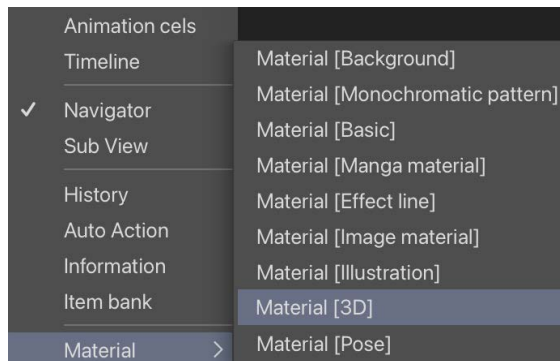 Animation cels
Timeline
Navigator
Sub View
History
Auto Action
Information
Item bank
Material
Material [Background]
Material [Monochromatic pattern]
Material [Basic]
Material [Manga material]
Material [Effect line]
Material [Image material]
Material [Illustration]
Material [3D]
Material [Pose]